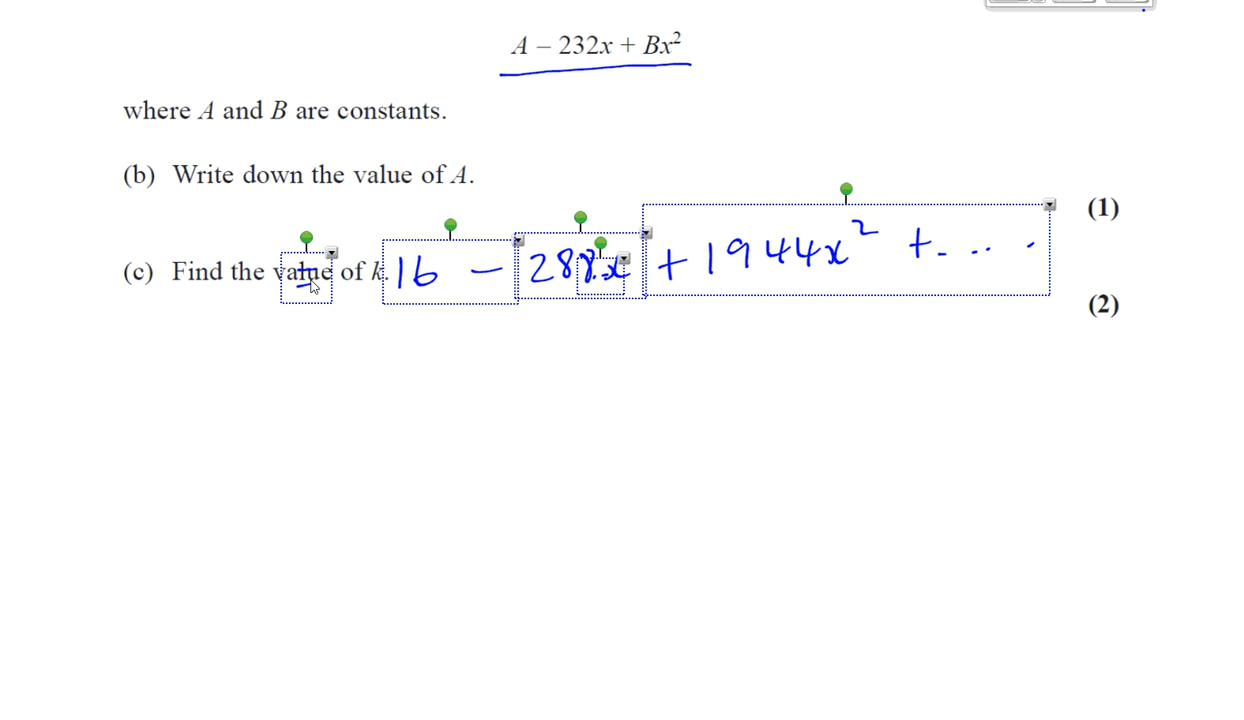 A – 232x + Bx²
where A and B are constants.
(b) Write down the value of A.
(1)
(c) Find the value of k.
= 16 – 288x + 1944x² + . . . .
(2)